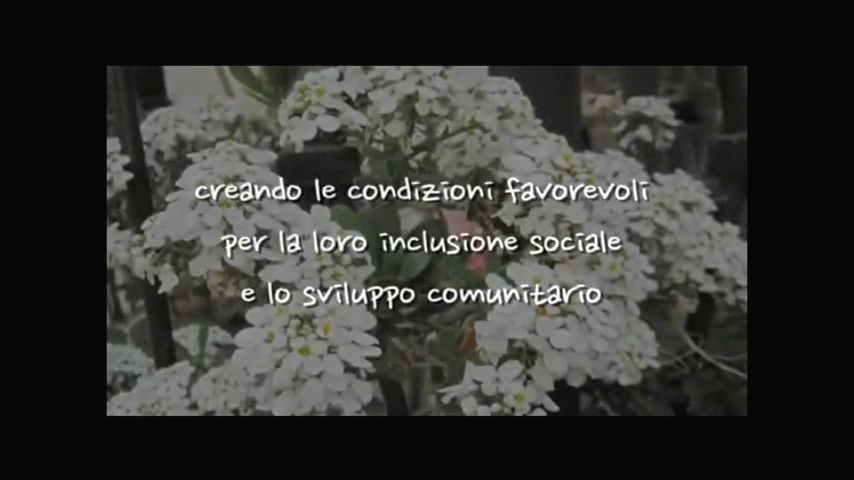 creando le condizioni favorevoli
per la loro inclusione sociale
e lo sviluppo comunitario